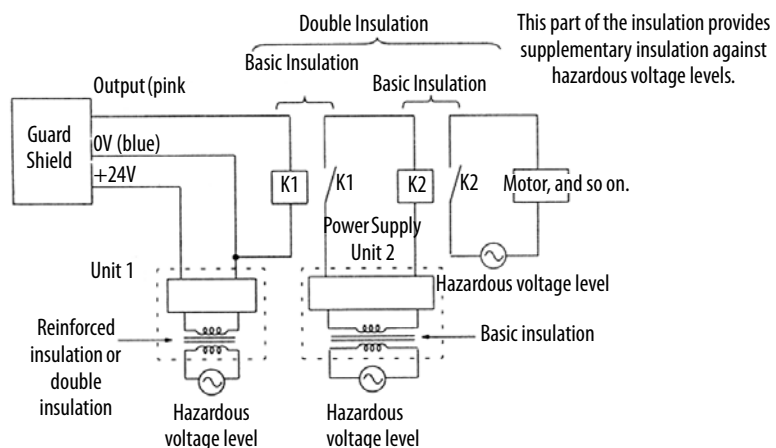 Double Insulation
This part of the insulation provides
supplementary insulation against
hazardous voltage levels.
Basic Insulation
Basic Insulation
Output (pink
Guard
Shield
0V (blue)
+24V
K1
K1
K2
K2
Motor, and so on.
Power Supply
Unit 2
Unit 1
Hazardous voltage level
Reinforced
insulation or
double
insulation
Basic insulation
Hazardous
voltage level
Hazardous
voltage level